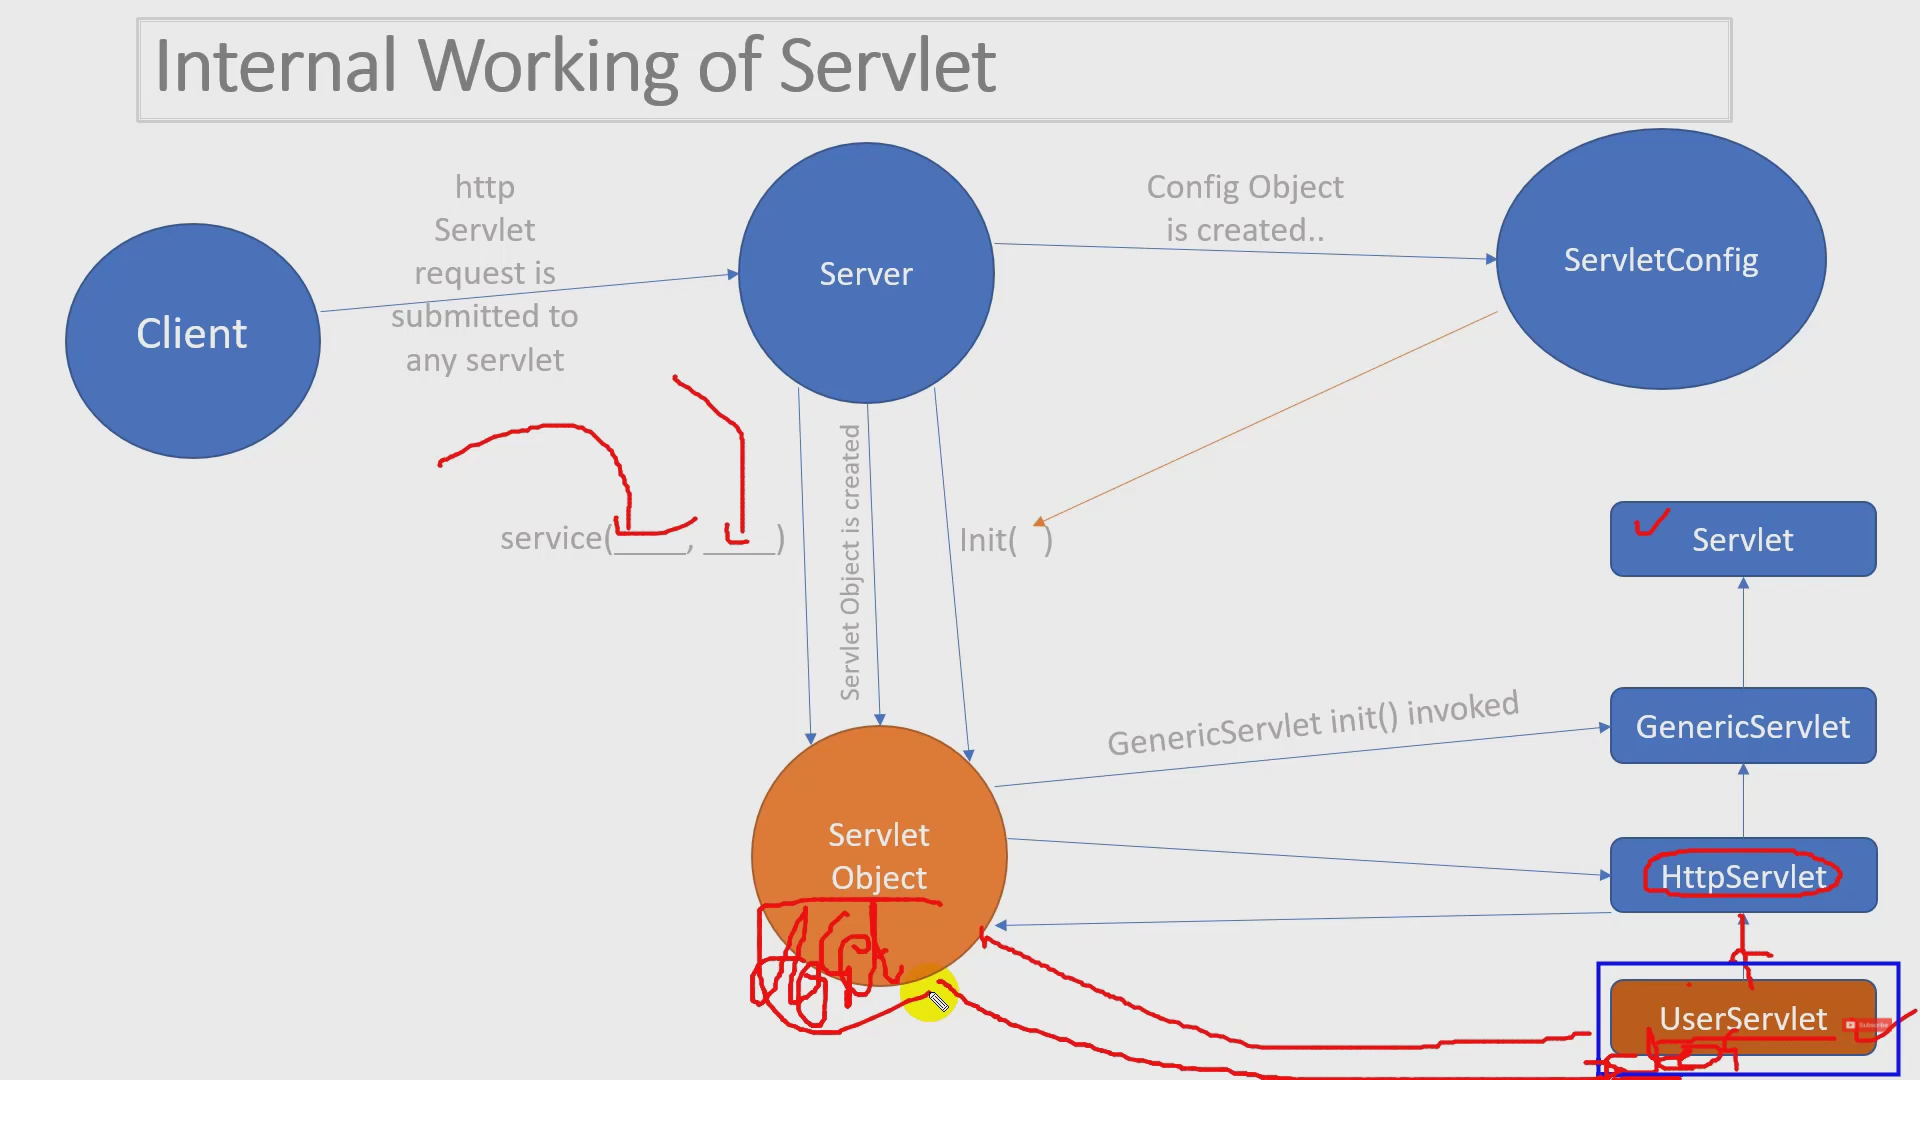 Internal Working of Servlet
http
Servlet
request is
submitted to
any servlet
Config Object
is created..
Client
Server
ServletConfig
service(_____, _____)
Servlet Object is created
Init( )
Servlet
GenericServlet init() invoked
GenericServlet
Servlet
Object
HttpServlet
UserServlet
Subscribe